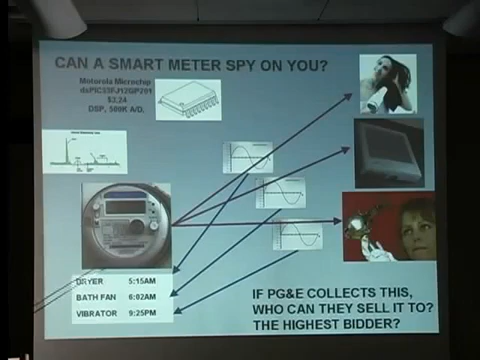 CAN A SMART METER SPY ON YOU?
Motorola Microchip
dsPIC33FJ12GP201
$3.24
DSP, 500K A/D.
DRYER 5:15AM
BATH FAN 6:02AM
VIBRATOR 9:25PM
IF PG&E COLLECTS THIS,
WHO CAN THEY SELL IT TO?
THE HIGHEST BIDDER?